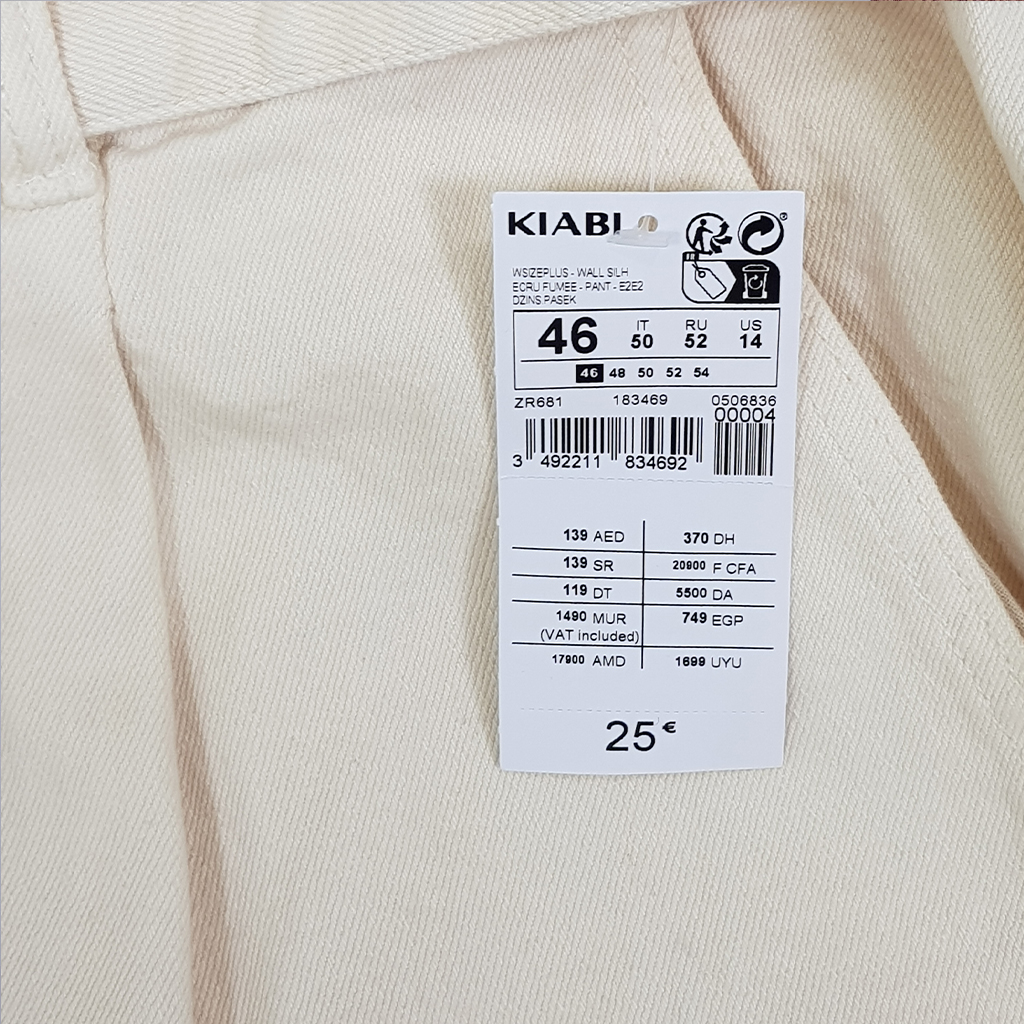 KIABI
WSIZEPLUS - WALL SILH
ECRU FUMEE - PANT - E2E2
DZINS PASEK
46 IT 50 RU 52 US 14
46 48 50 52 54
ZR681 183469 0506836
00004
3 492211 834692
139 AED 370 DH
139 SR 20900 F CFA
119 DT 5500 DA
1490 MUR 749 EGP
(VAT included)
17900 AMD 1699 UYU
25€